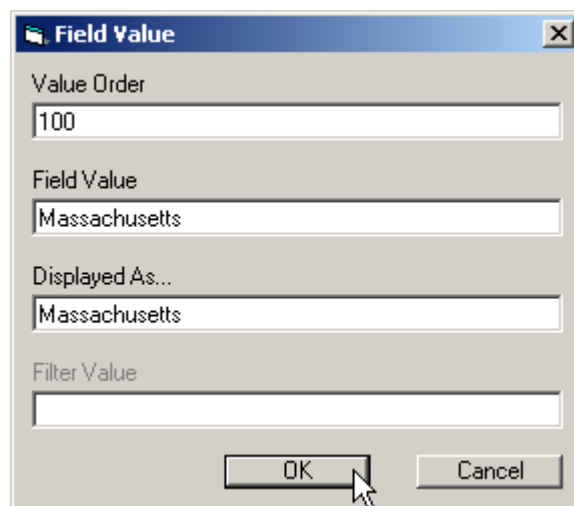 Field Value
Value Order
100
Field Value
Massachusetts
Displayed As...
Massachusetts
Filter Value
OK Cancel